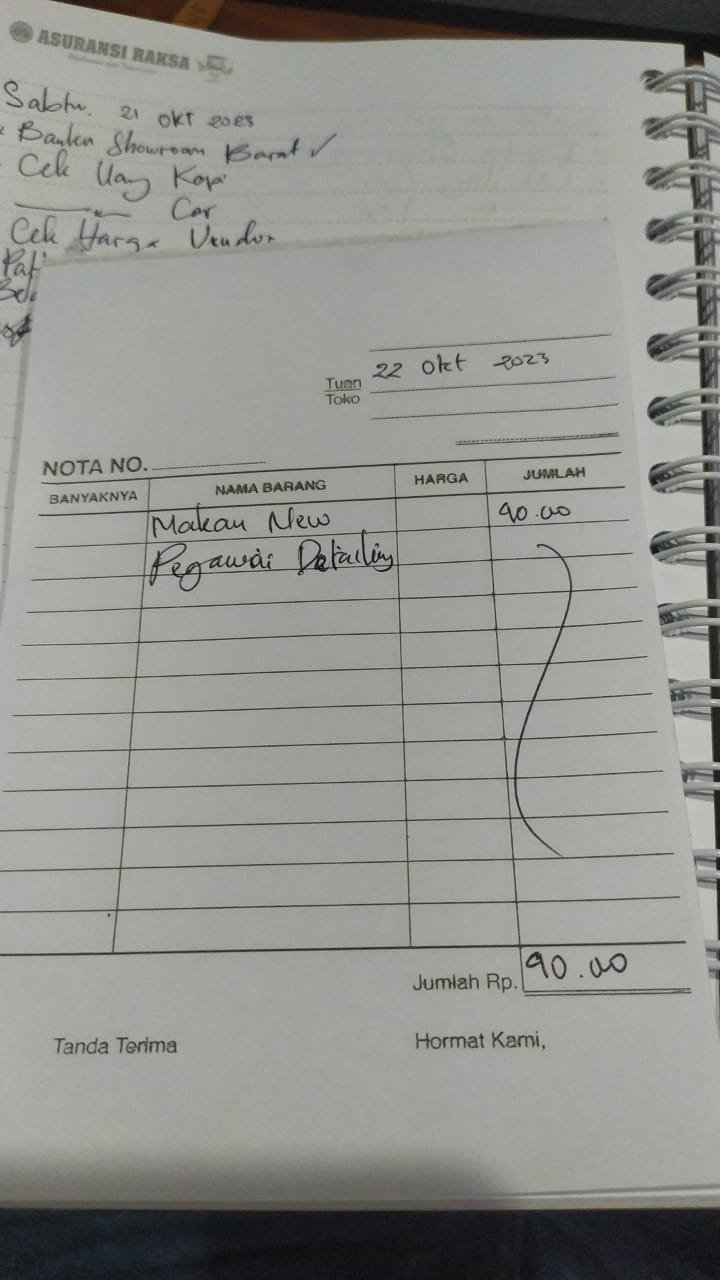 ASURANSI RAKSA
Sabtu, 21 OKT 2023
Banten Showroom Barat ✓
Cek Uang Kopi
Car
Cek Harga Vendor
22 Okt 2023
Tuan
Toko
NOTA NO.
BANYAKNYA NAMA BARANG HARGA JUMLAH
Makan New 90.00
Pegawai Detailing
Jumlah Rp. 90.00
Tanda Terima Hormat Kami,